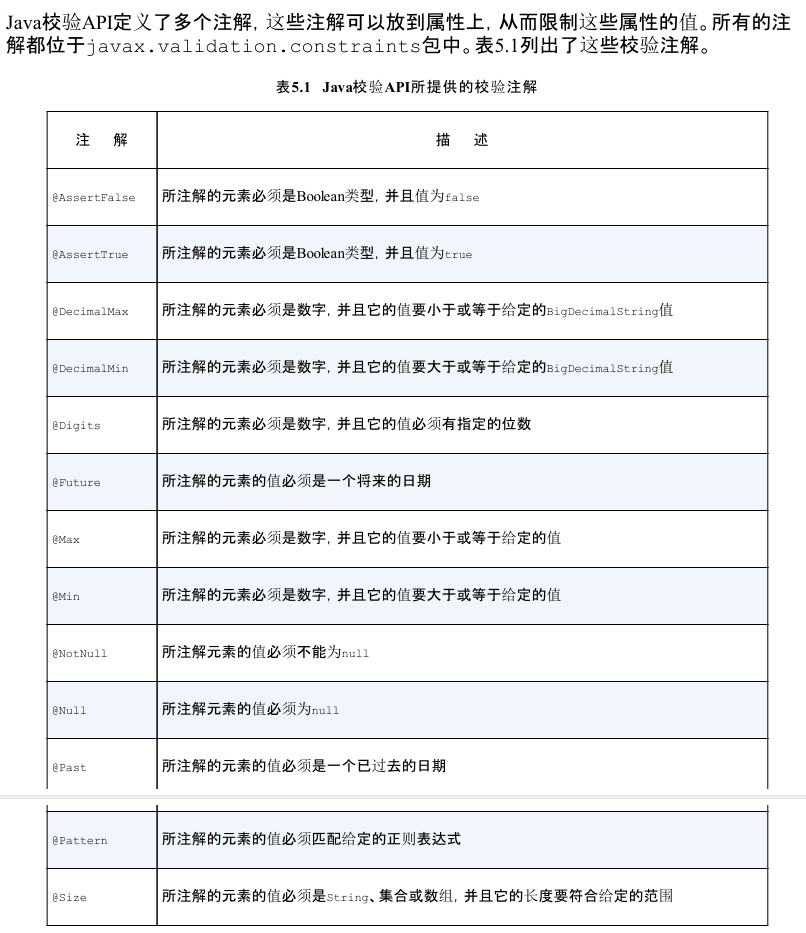 Java校验API定义了多个注解, 这些注解可以放到属性上, 从而限制这些属性的值。所有的注
解都位于javax.validation.constraints包中。表5.1列出了这些校验注解。
表5.1 Java校验API所提供的校验注解
注 解 描 述
@AssertFalse 所注解的元素必须是Boolean类型, 并且值为false
@AssertTrue 所注解的元素必须是Boolean类型, 并且值为true
@DecimalMax 所注解的元素必须是数字, 并且它的值要小于或等于给定的BigDecimalString值
@DecimalMin 所注解的元素必须是数字, 并且它的值要大于或等于给定的BigDecimalString值
@Digits 所注解的元素必须是数字, 并且它的值必须有指定的位数
@Future 所注解的元素的值必须是一个将来的日期
@Max 所注解的元素必须是数字, 并且它的值要小于或等于给定的值
@Min 所注解的元素必须是数字, 并且它的值要大于或等于给定的值
@NotNull 所注解元素的值必须不能为null
@Null 所注解元素的值必须为null
@Past 所注解的元素的值必须是一个已过去的日期
@Pattern 所注解的元素的值必须匹配给定的正则表达式
@Size 所注解的元素的值必须是String、集合或数组, 并且它的长度要符合给定的范围